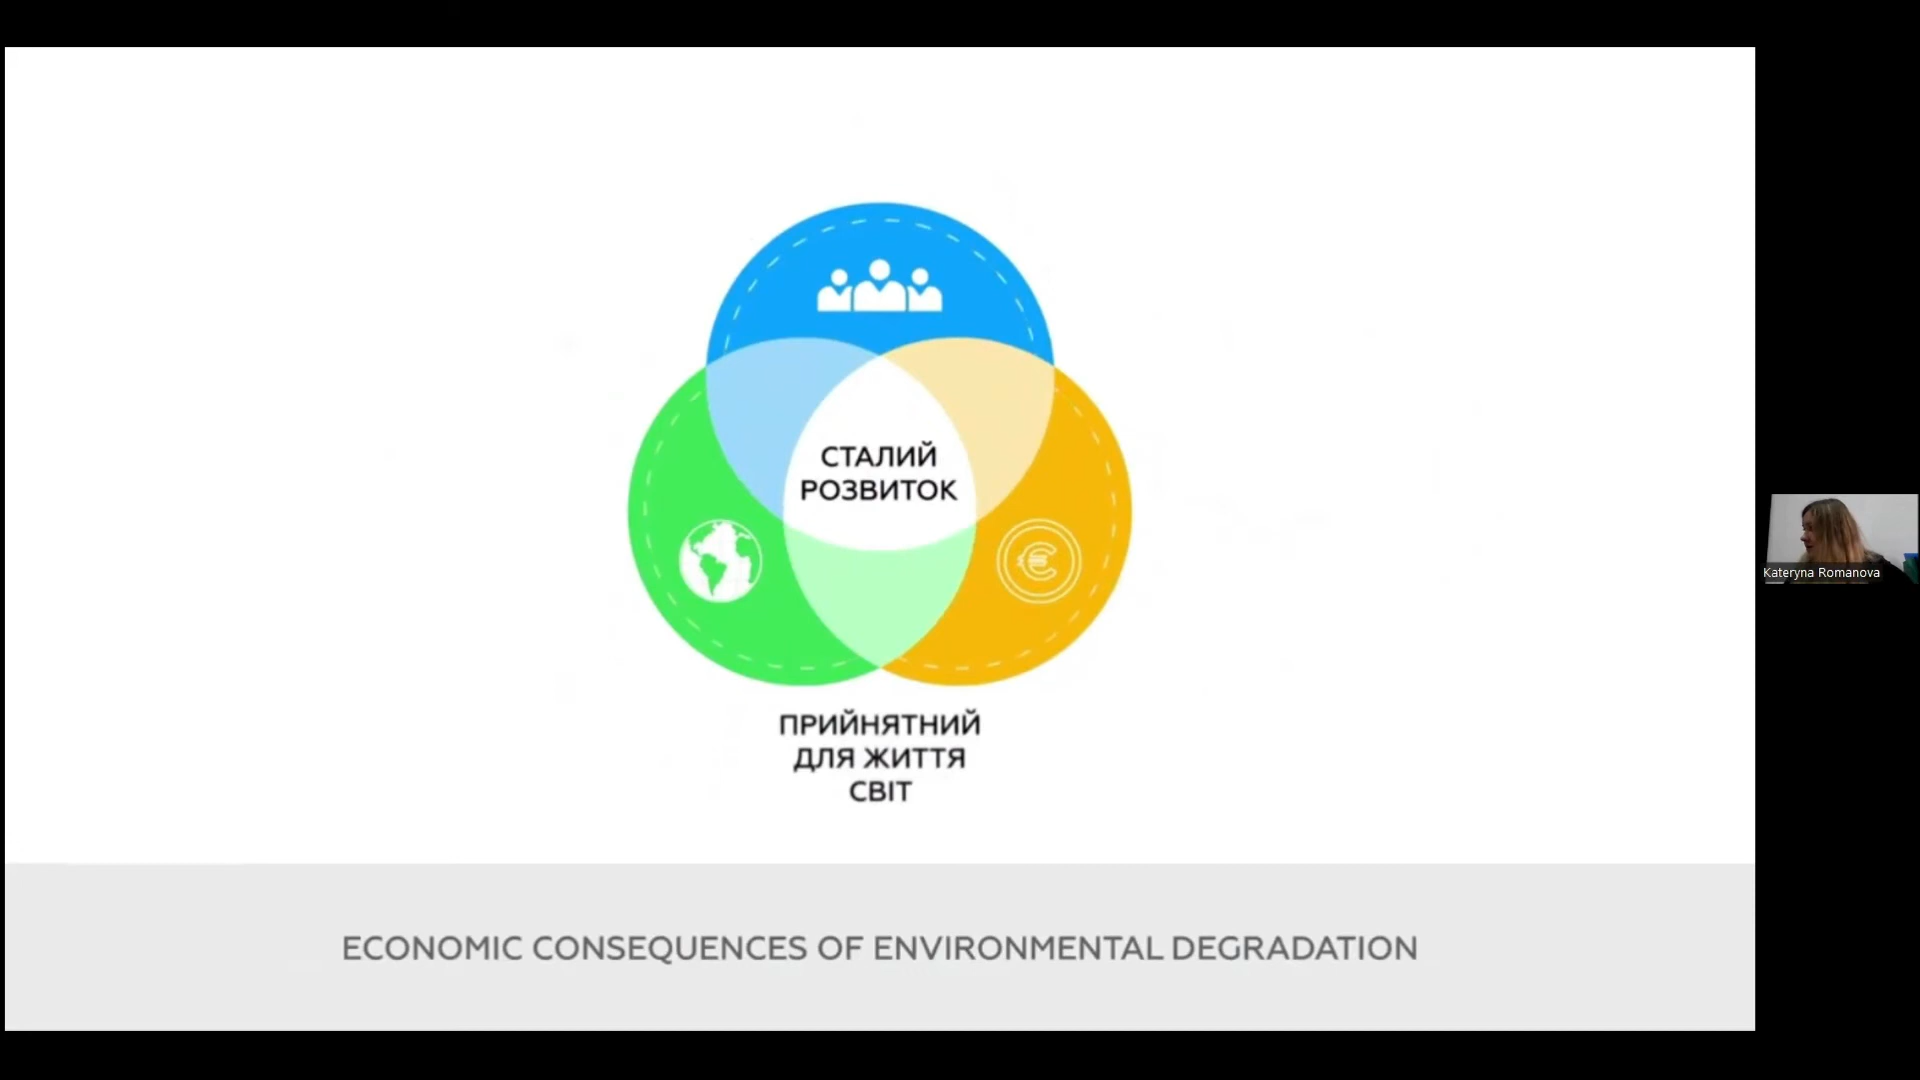 СТАЛИЙ
РОЗВИТОК
ПРИЙНЯТНИЙ
ДЛЯ ЖИТТЯ
СВІТ
ECONOMIC CONSEQUENCES OF ENVIRONMENTAL DEGRADATION
Kateryna Romanova